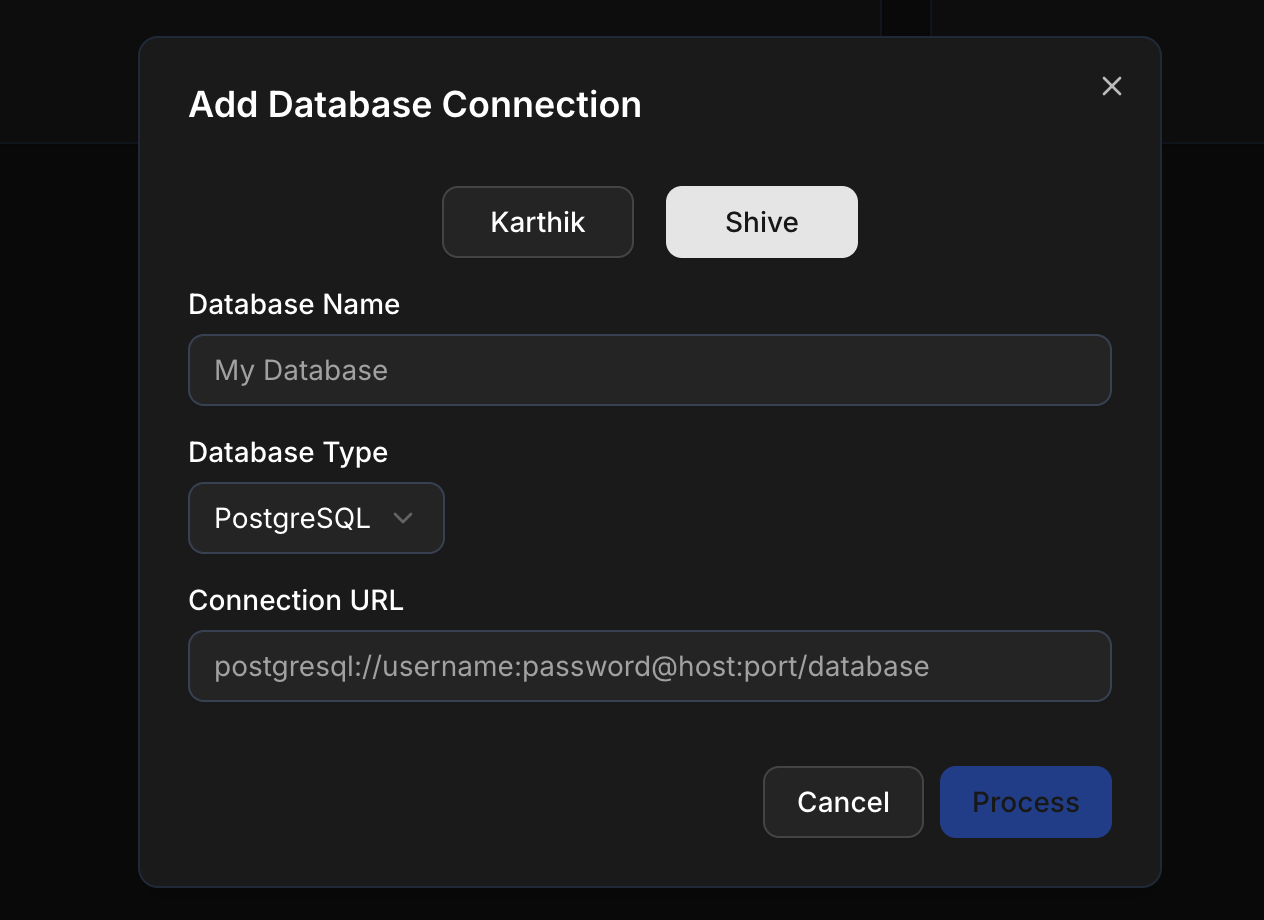 Add Database Connection
Karthik Shive
Database Name
My Database
Database Type
PostgreSQL
Connection URL
postgresql://username:password@host:port/database
Cancel Process